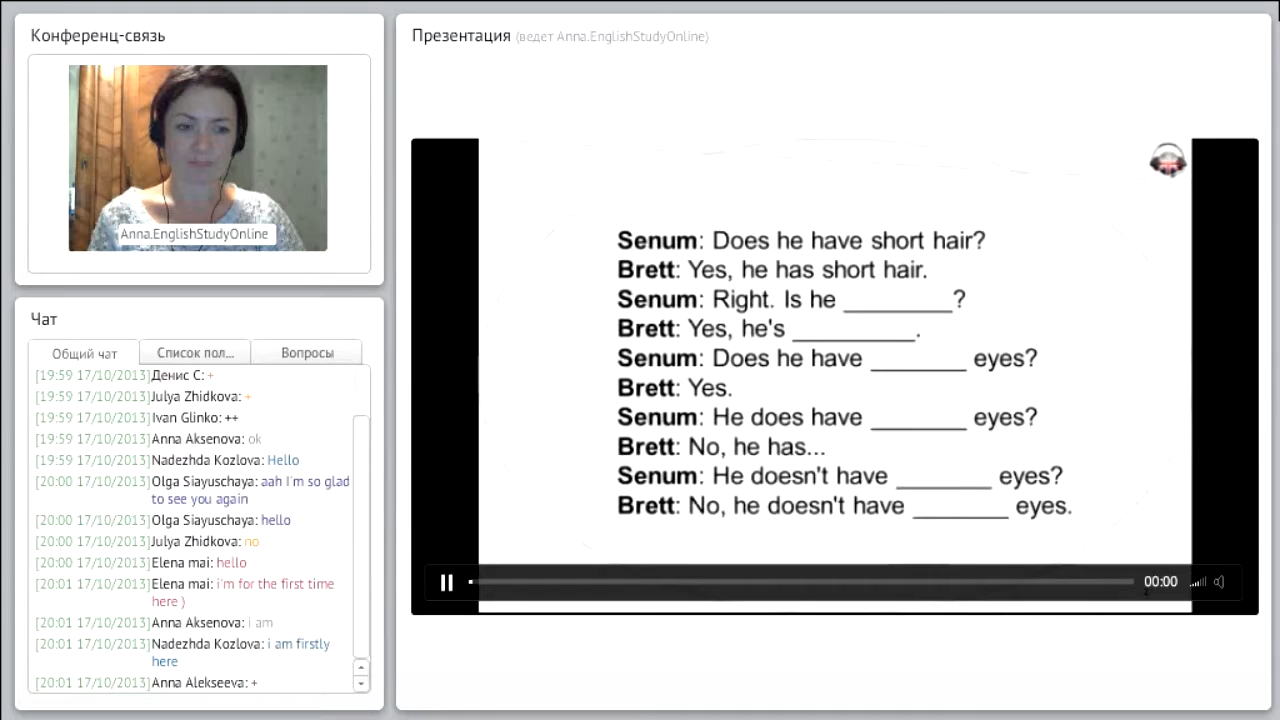 Конференц-связь
Anna.EnglishStudyOnline
Чат
Общий чат
Список пол...
Вопросы
[19:59 17/10/2013]Денис С: +
[19:59 17/10/2013]Julya Zhidkova: +
[19:59 17/10/2013]Ivan Glinko: ++
[19:59 17/10/2013]Anna Aksenova: ok
[19:59 17/10/2013]Nadezhda Kozlova: Hello
[20:00 17/10/2013]Olga Siayuschaya: aah I'm so glad
to see you again
[20:00 17/10/2013]Olga Siayuschaya: hello
[20:00 17/10/2013]Julya Zhidkova: no
[20:00 17/10/2013]Elena mai: hello
[20:01 17/10/2013]Elena mai: i'm for the first time
here )
[20:01 17/10/2013]Anna Aksenova: i am
[20:01 17/10/2013]Nadezhda Kozlova: i am firstly
here
[20:01 17/10/2013]Anna Alekseeva: +
Презентация (ведет Anna.EnglishStudyOnline)
Senum: Does he have short hair?
Brett: Yes, he has short hair.
Senum: Right. Is he _________?
Brett: Yes, he's __________.
Senum: Does he have ________ eyes?
Brett: Yes.
Senum: He does have ________ eyes?
Brett: No, he has...
Senum: He doesn't have ________ eyes?
Brett: No, he doesn't have ________ eyes.
00:00